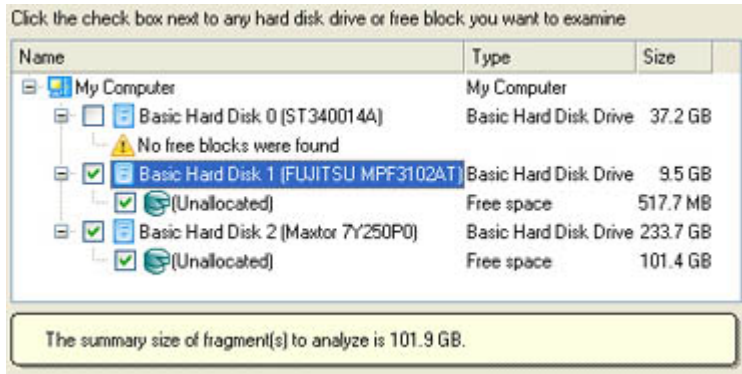 Click the check box next to any hard disk drive or free block you want to examine
Name Type Size
My Computer My Computer
Basic Hard Disk 0 (ST340014A) Basic Hard Disk Drive 37.2 GB
No free blocks were found
Basic Hard Disk 1 (FUJITSU MPF3102AT) Basic Hard Disk Drive 9.5 GB
(Unallocated) Free space 517.7 MB
Basic Hard Disk 2 (Maxtor 7Y250P0) Basic Hard Disk Drive 233.7 GB
(Unallocated) Free space 101.4 GB
The summary size of fragment(s) to analyze is 101.9 GB.